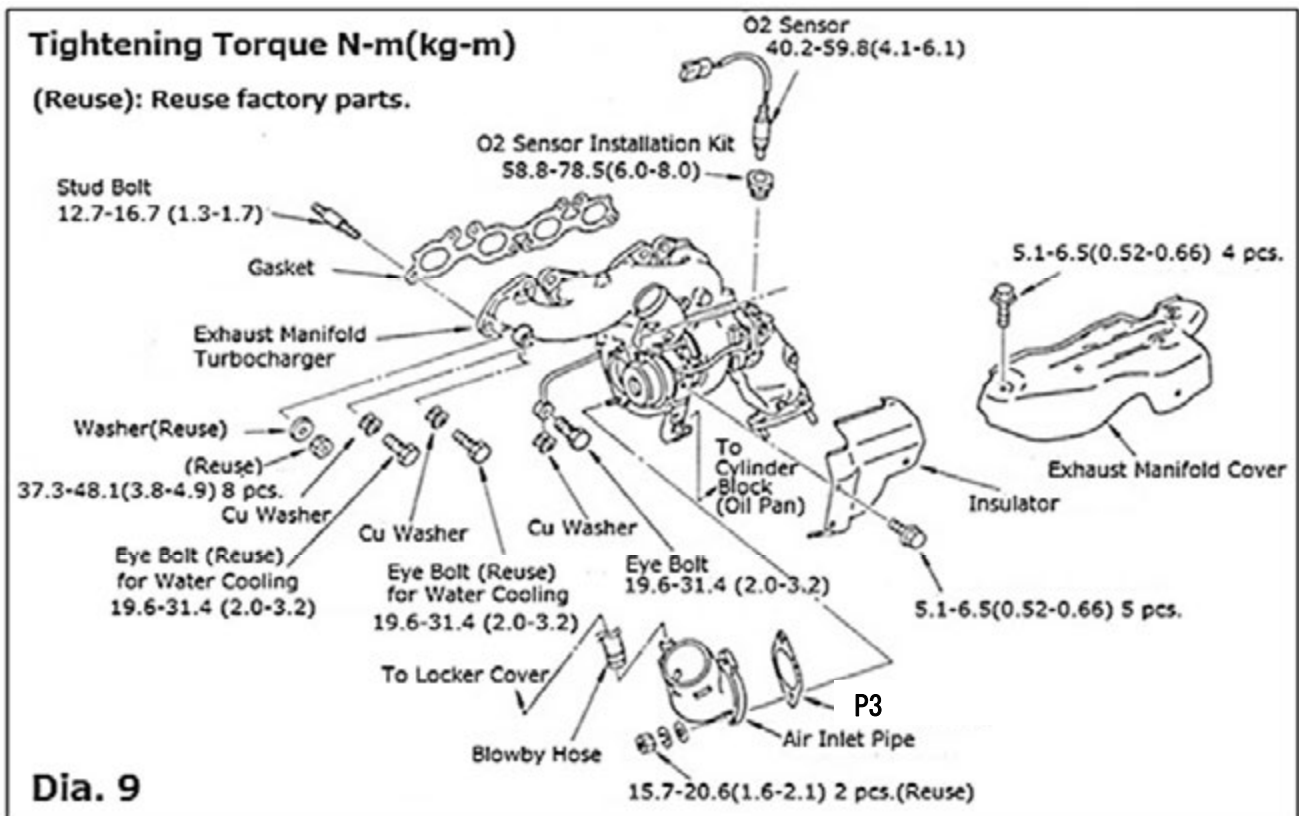 Tightening Torque N-m(kg-m)
(Reuse): Reuse factory parts.
O2 Sensor
40.2-59.8(4.1-6.1)
O2 Sensor Installation Kit
58.8-78.5(6.0-8.0)
Stud Bolt
12.7-16.7 (1.3-1.7)
Gasket
5.1-6.5(0.52-0.66) 4 pcs.
Exhaust Manifold
Turbocharger
Washer(Reuse)
(Reuse)
37.3-48.1(3.8-4.9) 8 pcs.
Cu Washer
Eye Bolt (Reuse)
for Water Cooling
19.6-31.4 (2.0-3.2)
Cu Washer
Eye Bolt (Reuse)
for Water Cooling
19.6-31.4 (2.0-3.2)
Cu Washer
Eye Bolt
19.6-31.4 (2.0-3.2)
To
Cylinder
Block
(Oil Pan)
Insulator
Exhaust Manifold Cover
5.1-6.5(0.52-0.66) 5 pcs.
To Locker Cover
Blowby Hose
P3
Air Inlet Pipe
15.7-20.6(1.6-2.1) 2 pcs.(Reuse)
Dia. 9